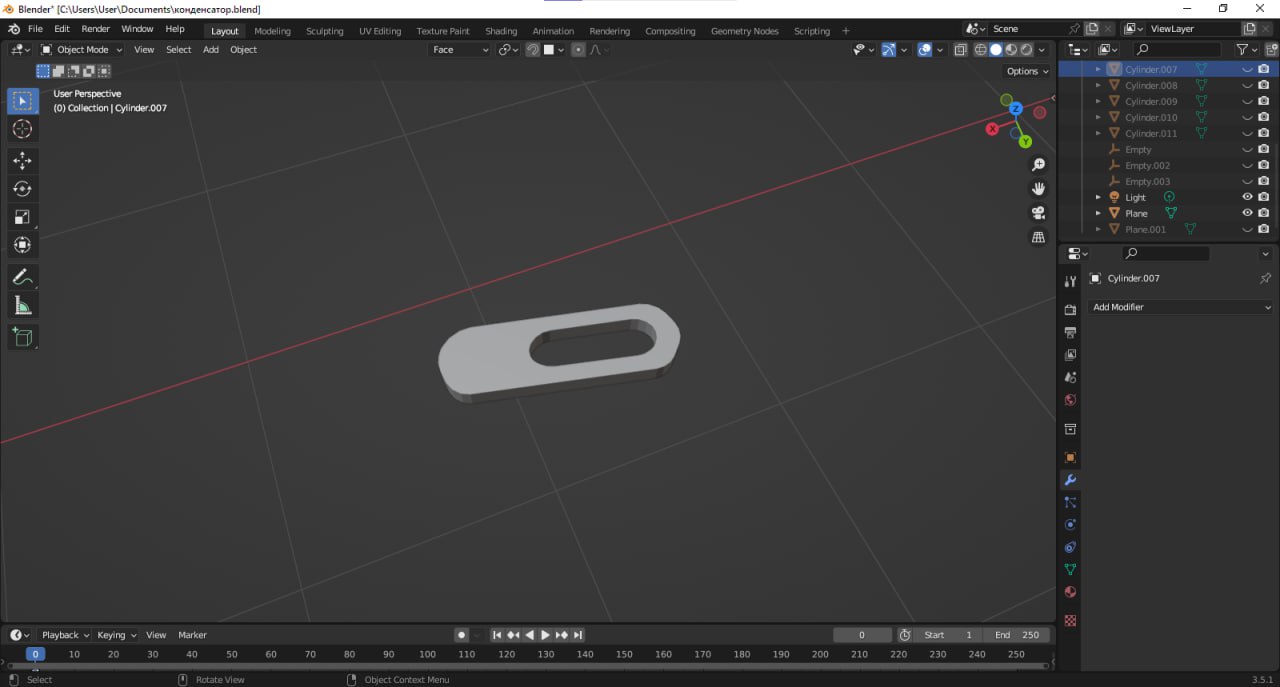 Blender* [C:\Users\User\Documents\конденсатор.blend]
File Edit Render Window Help Layout Modeling Sculpting UV Editing Texture Paint Shading Animation Rendering Compositing Geometry Nodes Scripting + Scene ViewLayer
Object Mode View Select Add Object Face
Options
User Perspective
(0) Collection | Cylinder.007
X Y Z
Cylinder.007
Cylinder.008
Cylinder.009
Cylinder.010
Cylinder.011
Empty
Empty.002
Empty.003
Light
Plane
Plane.001
Cylinder.007
Add Modifier
Playback Keying View Marker 0 Start 1 End 250
0 10 20 30 40 50 60 70 80 90 100 110 120 130 140 150 160 170 180 190 200 210 220 230 240 250
Select Rotate View Object Context Menu 3.5.1